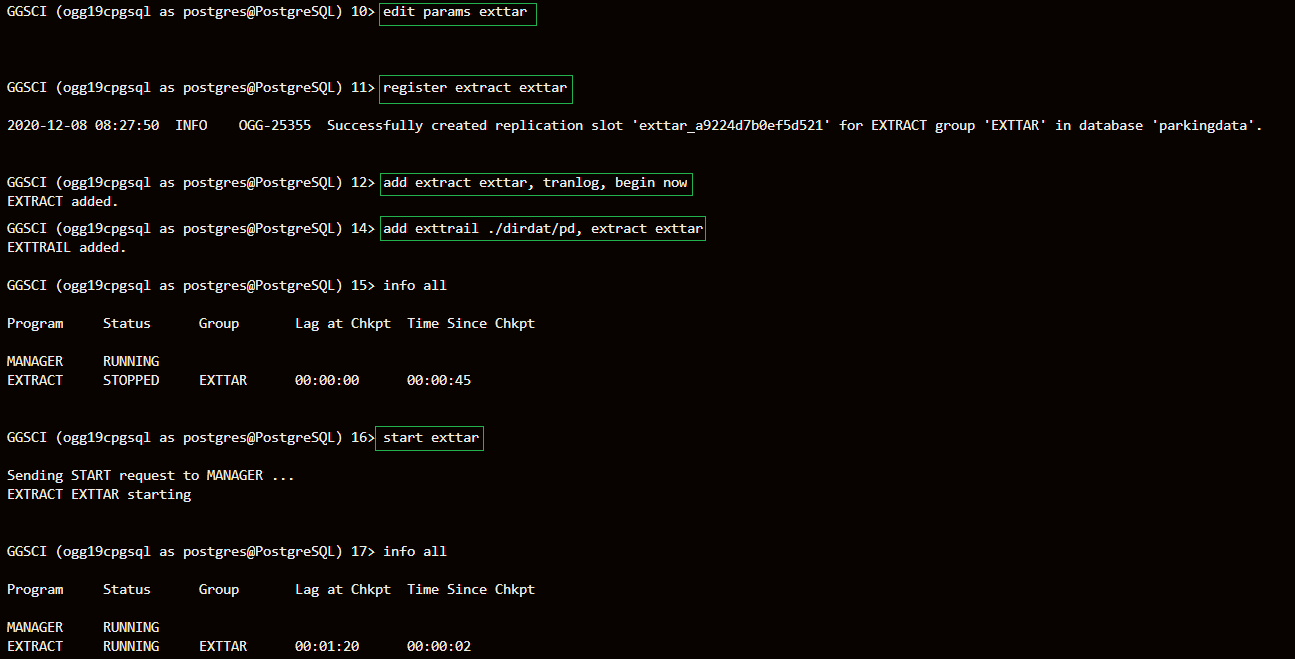 GGSCI (ogg19cpgsql as postgres@PostgreSQL) 10> edit params exttar
GGSCI (ogg19cpgsql as postgres@PostgreSQL) 11> register extract exttar
2020-12-08 08:27:50  INFO    OGG-25355  Successfully created replication slot 'exttar_a9224d7b0ef5d521' for EXTRACT group 'EXTTAR' in database 'parkingdata'.
GGSCI (ogg19cpgsql as postgres@PostgreSQL) 12> add extract exttar, tranlog, begin now
EXTRACT added.
GGSCI (ogg19cpgsql as postgres@PostgreSQL) 14> add exttrail ./dirdat/pd, extract exttar
EXTTRAIL added.
GGSCI (ogg19cpgsql as postgres@PostgreSQL) 15> info all
Program     Status      Group       Lag at Chkpt  Time Since Chkpt
MANAGER     RUNNING
EXTRACT     STOPPED     EXTTAR      00:00:00      00:00:45
GGSCI (ogg19cpgsql as postgres@PostgreSQL) 16> start exttar
Sending START request to MANAGER ...
EXTRACT EXTTAR starting
GGSCI (ogg19cpgsql as postgres@PostgreSQL) 17> info all
Program     Status      Group       Lag at Chkpt  Time Since Chkpt
MANAGER     RUNNING
EXTRACT     RUNNING     EXTTAR      00:01:20      00:00:02